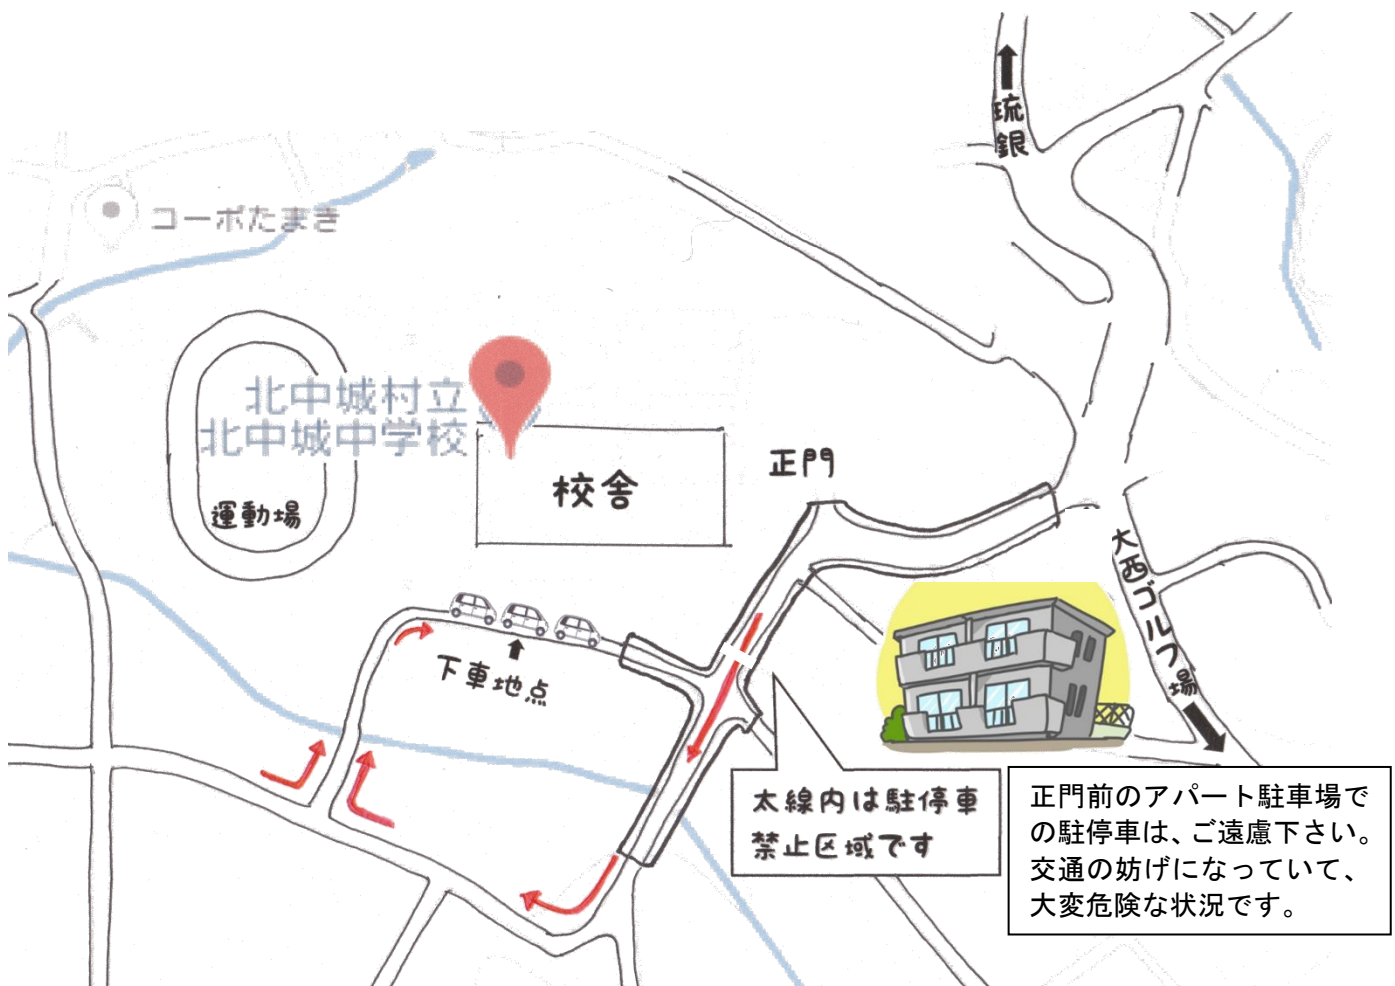 琉銀
コーポたまき
北中城村立
北中城中学校
正門
校舎
運動場
大西ゴルフ場
下車地点
太線内は駐停車
禁止区域です
正門前のアパート駐車場で
の駐停車は、ご遠慮下さい。
交通の妨げになっていて、
大変危険な状況です。